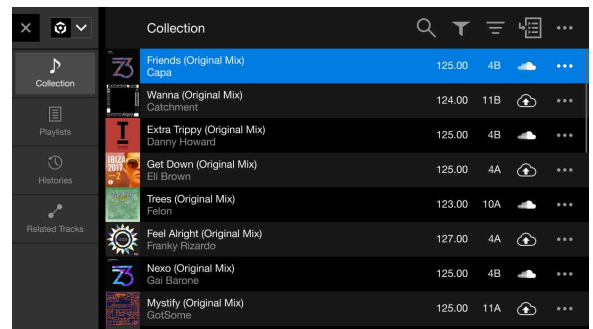 Collection
Collection
Playlists
Histories
Related Tracks
Friends (Original Mix)
Capa
125.00 4B
Wanna (Original Mix)
Catchment
124.00 11B
Extra Trippy (Original Mix)
Danny Howard
125.00 4B
IBIZA
2017
Get Down (Original Mix)
Eli Brown
125.00 4A
Trees (Original Mix)
Felon
123.00 10A
Feel Alright (Original Mix)
Franky Rizardo
127.00 4A
Nexo (Original Mix)
Gai Barone
125.00 4B
Mystify (Original Mix)
GotSome
125.00 11A